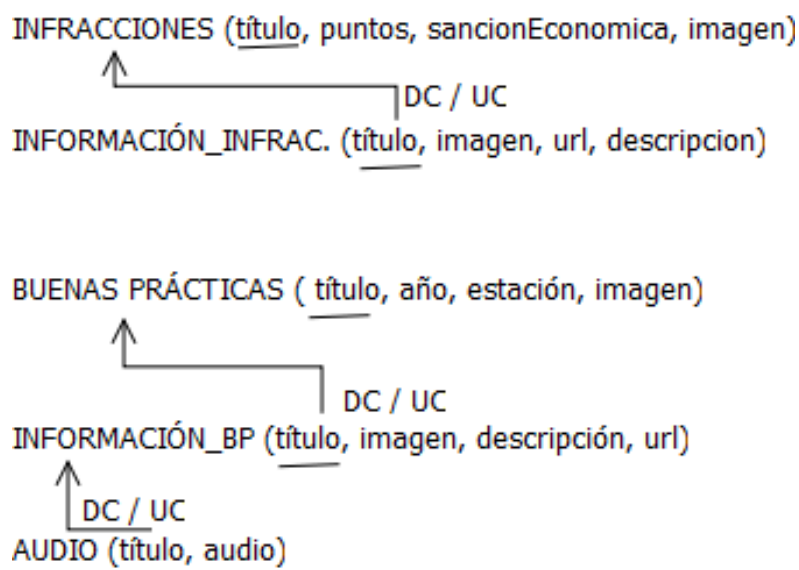 INFRACCIONES (título, puntos, sancionEconomica, imagen)
DC / UC
INFORMACIÓN_INFRAC. (título, imagen, url, descripcion)
BUENAS PRÁCTICAS ( título, año, estación, imagen)
DC / UC
INFORMACIÓN_BP (título, imagen, descripción, url)
DC / UC
AUDIO (título, audio)